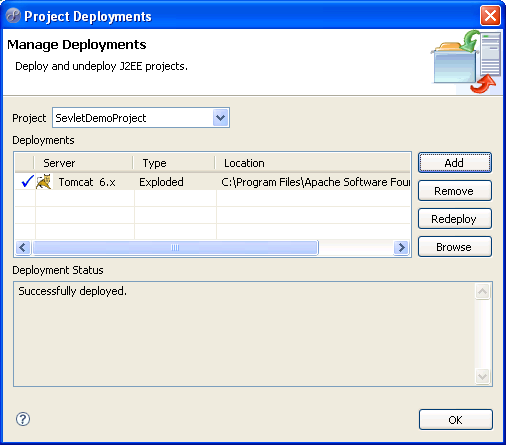 Project Deployments
Manage Deployments
Deploy and undeploy J2EE projects.
Project SevletDemoProject
Deployments
Server Type Location
Tomcat 6.x Exploded C:\Program Files\Apache Software Four
Add
Remove
Redeploy
Browse
Deployment Status
Successfully deployed.
?
OK